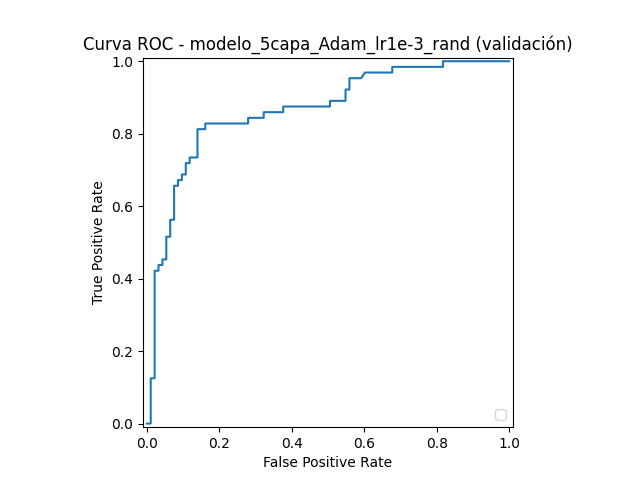 Curva ROC - modelo_5capa_Adam_lr1e-3_rand (validación)
1.0
0.8
0.6
0.4
0.2
0.0
True Positive Rate
0.0 0.2 0.4 0.6 0.8 1.0
False Positive Rate